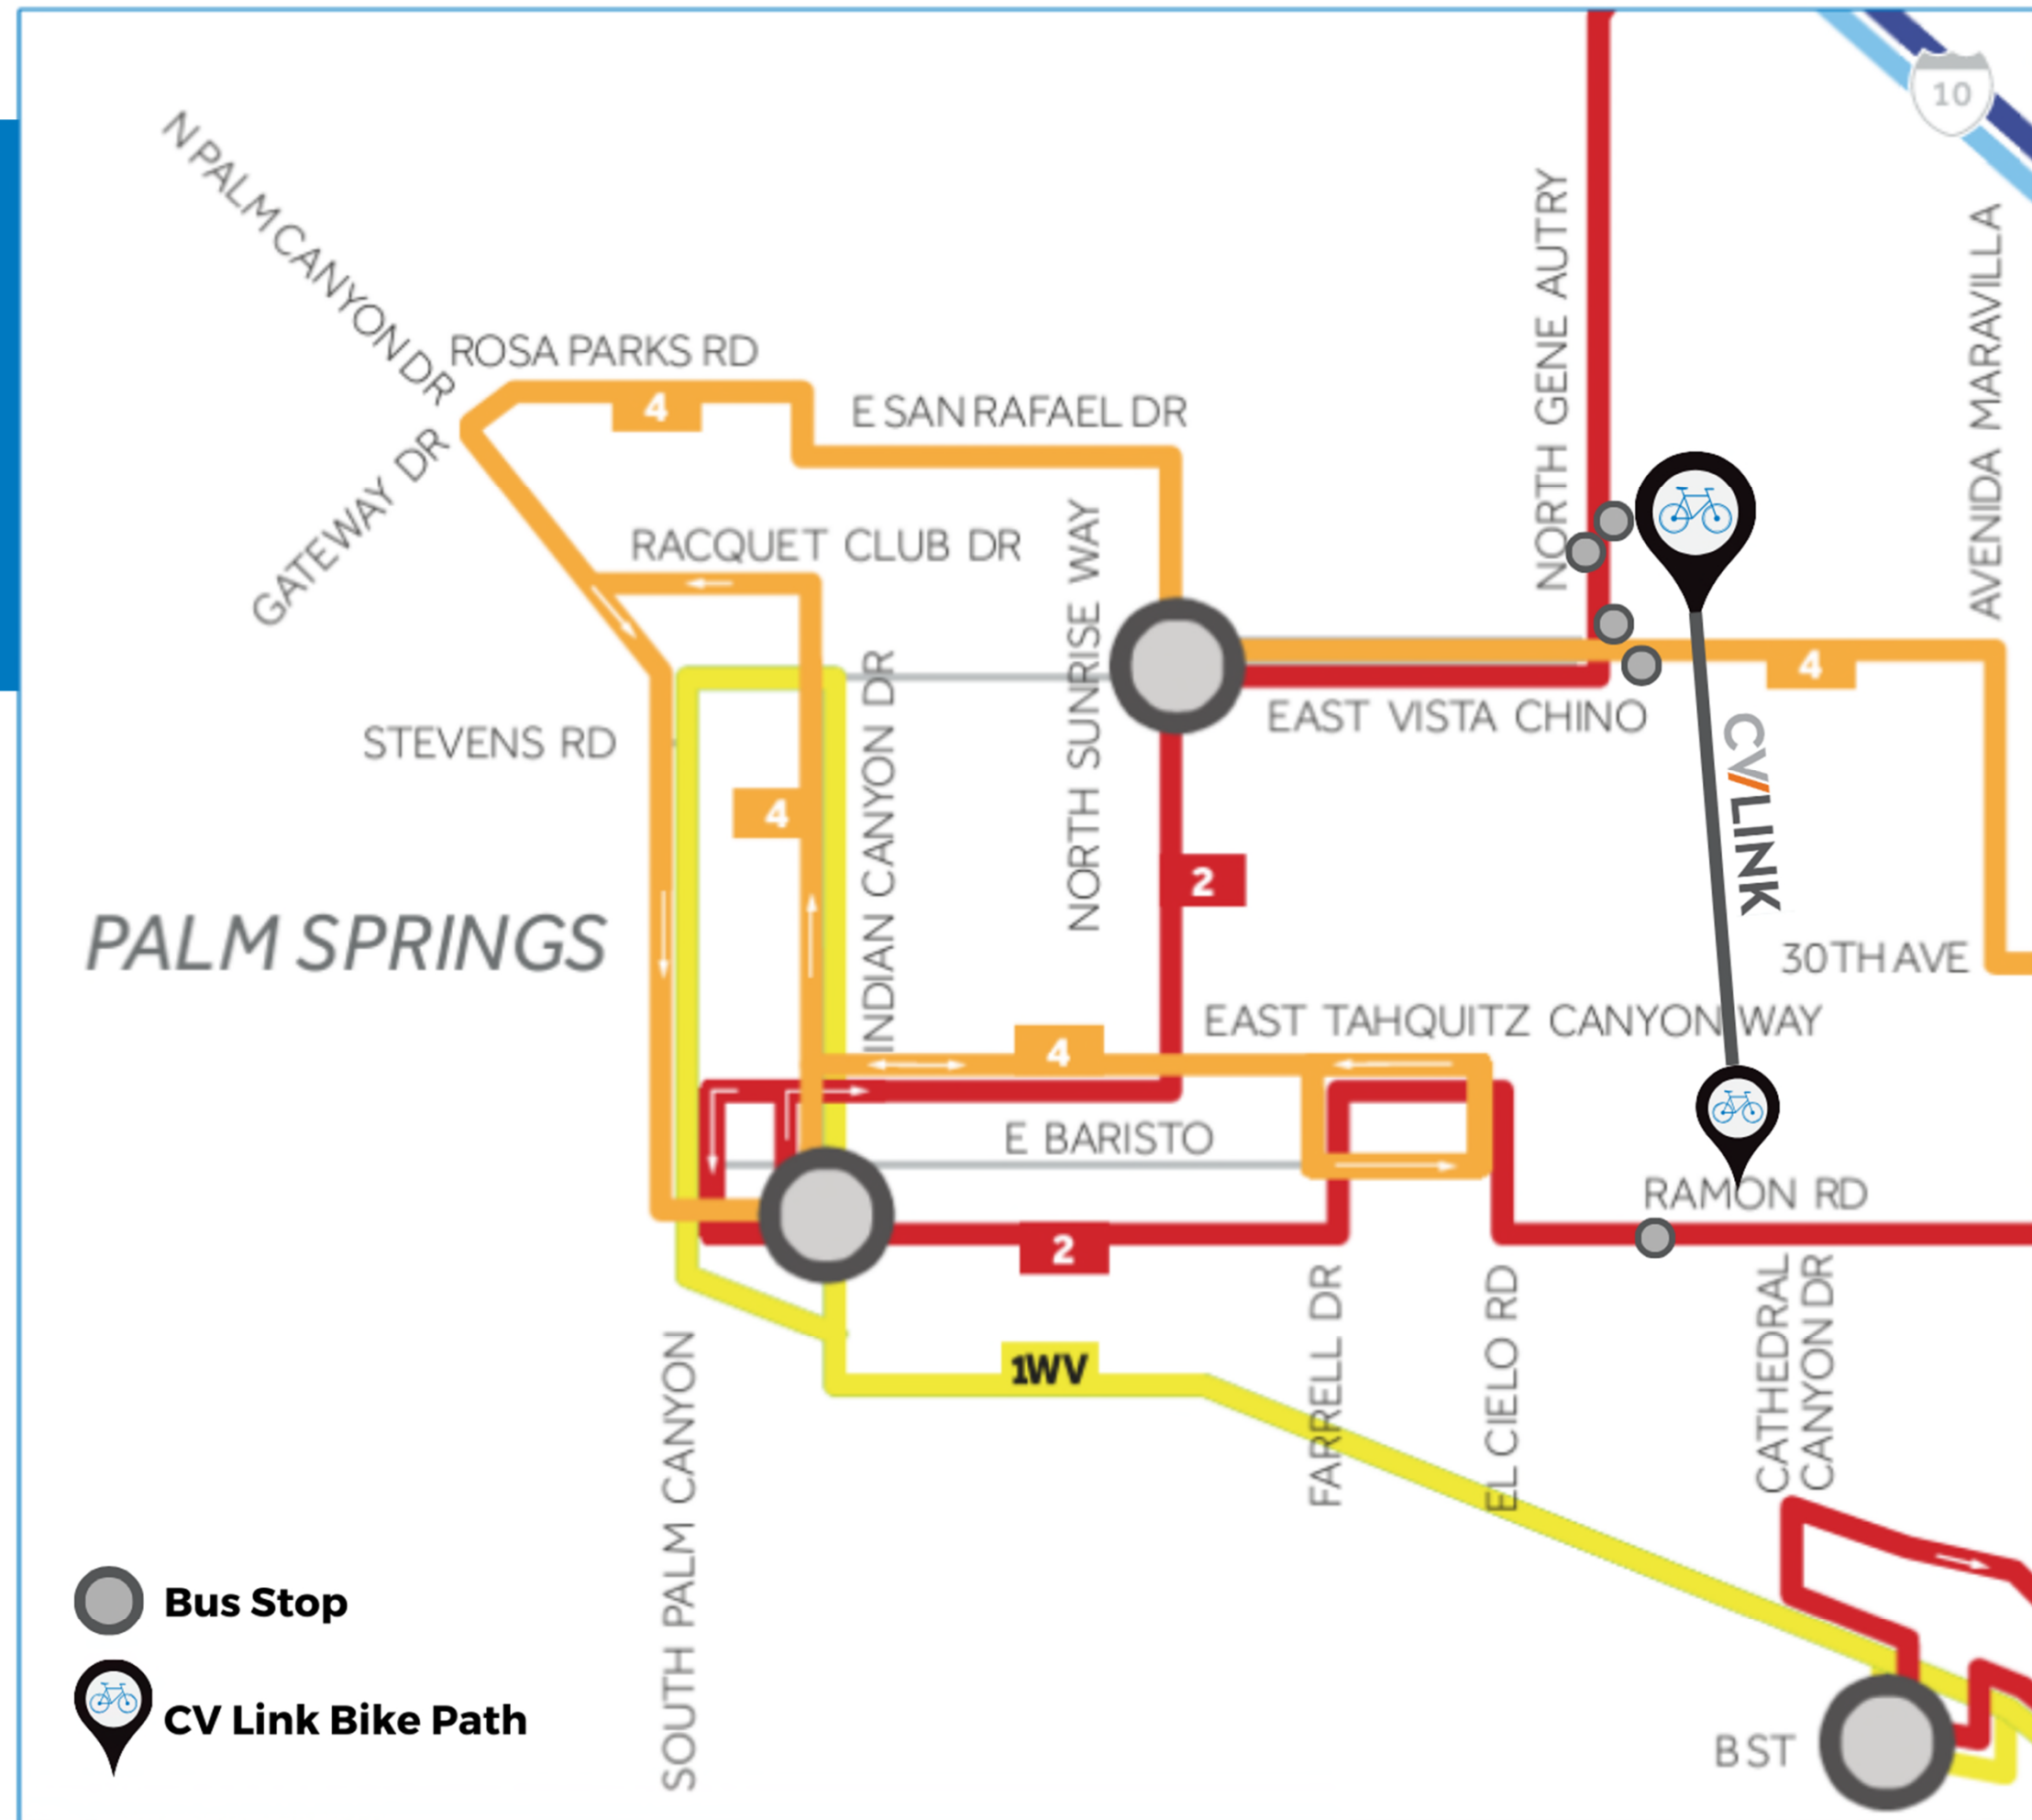 10
N PALM CANYON DR
ROSA PARKS RD
4
E SAN RAFAEL DR
NORTH GENE AUTRY
AVENIDA MARAVILLA
GATEWAY DR
RACQUET CLUB DR
NORTH SUNRISE WAY
4
EAST VISTA CHINO
STEVENS RD
INDIAN CANYON DR
4
CVLINK
2
PALM SPRINGS
30TH AVE
EAST TAHQUITZ CANYON WAY
4
E BARISTO
RAMON RD
2
FARRELL DR
EL CIELO RD
CATHEDRAL
CANYON DR
1WV
SOUTH PALM CANYON
Bus Stop
CV Link Bike Path
B ST